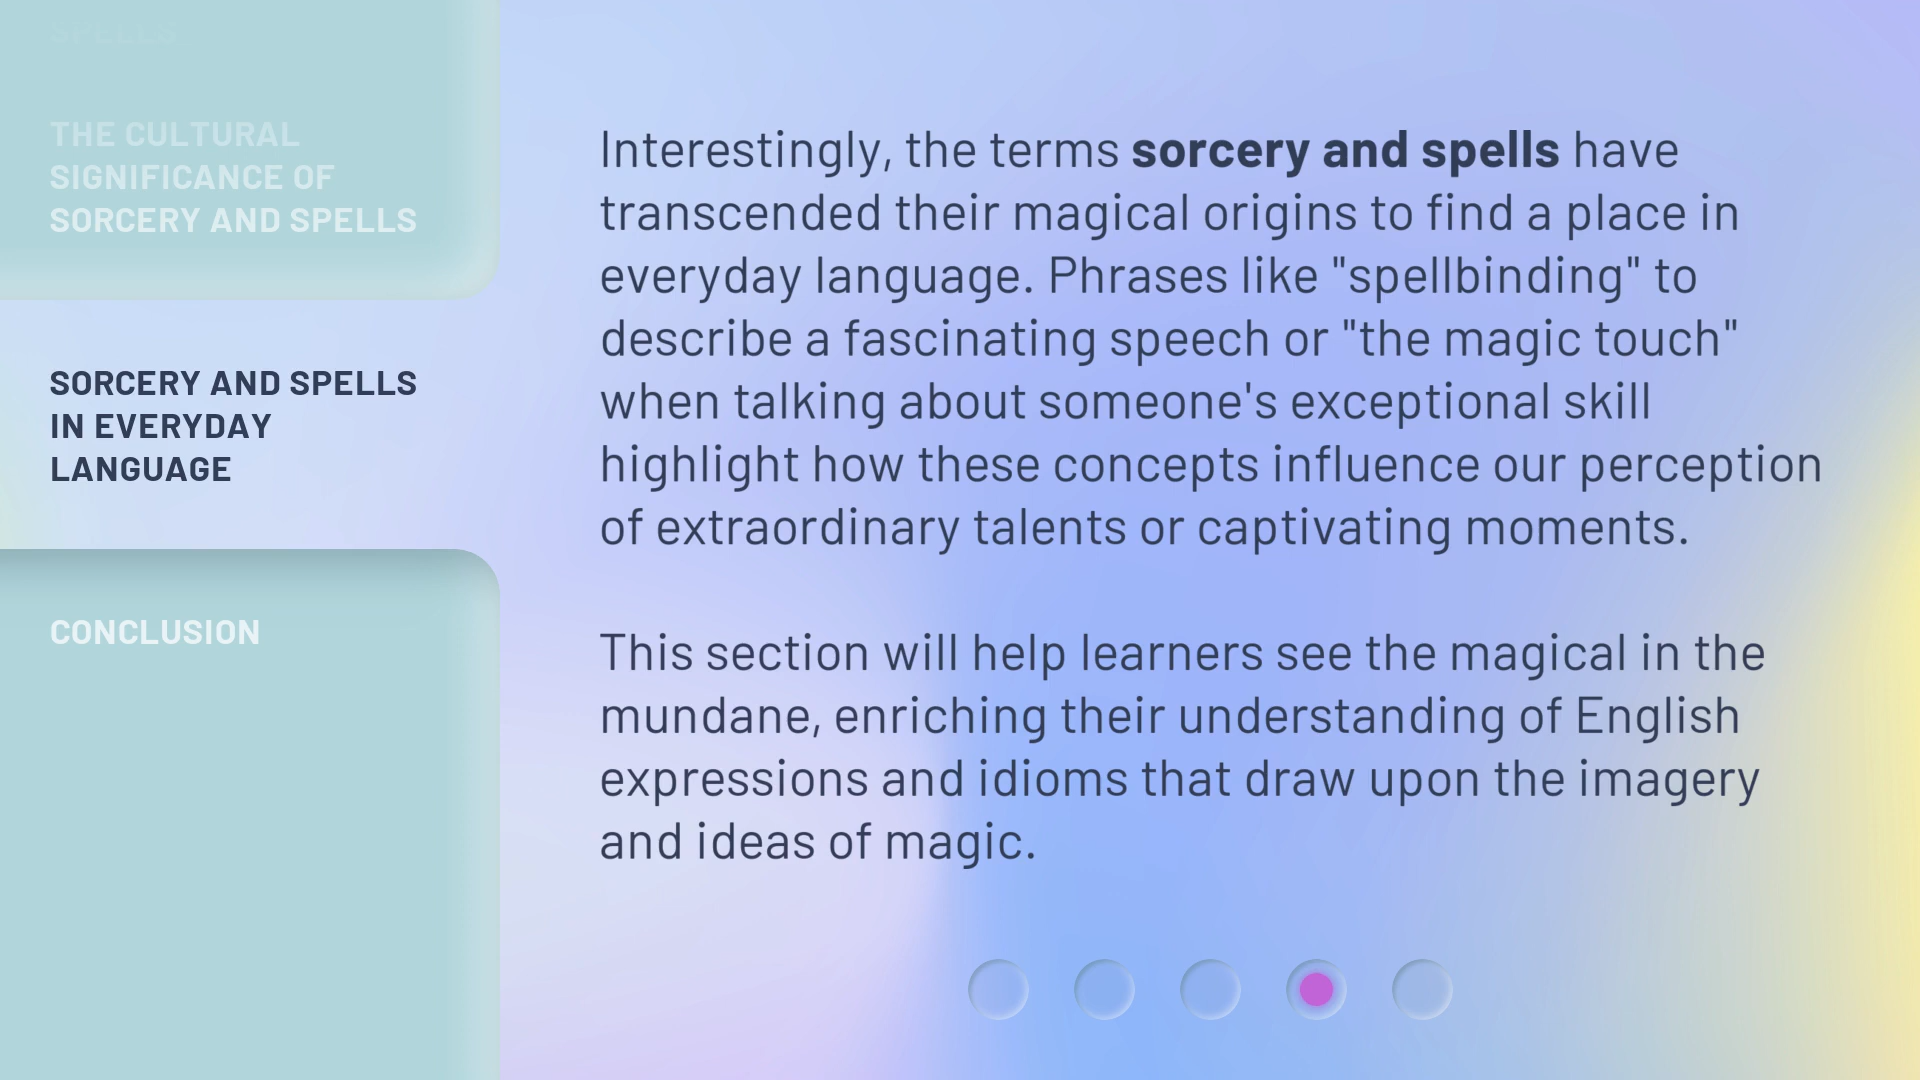 SPELLS
THE CULTURAL
SIGNIFICANCE OF
SORCERY AND SPELLS
SORCERY AND SPELLS
IN EVERYDAY
LANGUAGE
CONCLUSION
Interestingly, the terms sorcery and spells have
transcended their magical origins to find a place in
everyday language. Phrases like "spellbinding" to
describe a fascinating speech or "the magic touch"
when talking about someone's exceptional skill
highlight how these concepts influence our perception
of extraordinary talents or captivating moments.
This section will help learners see the magical in the
mundane, enriching their understanding of English
expressions and idioms that draw upon the imagery
and ideas of magic.